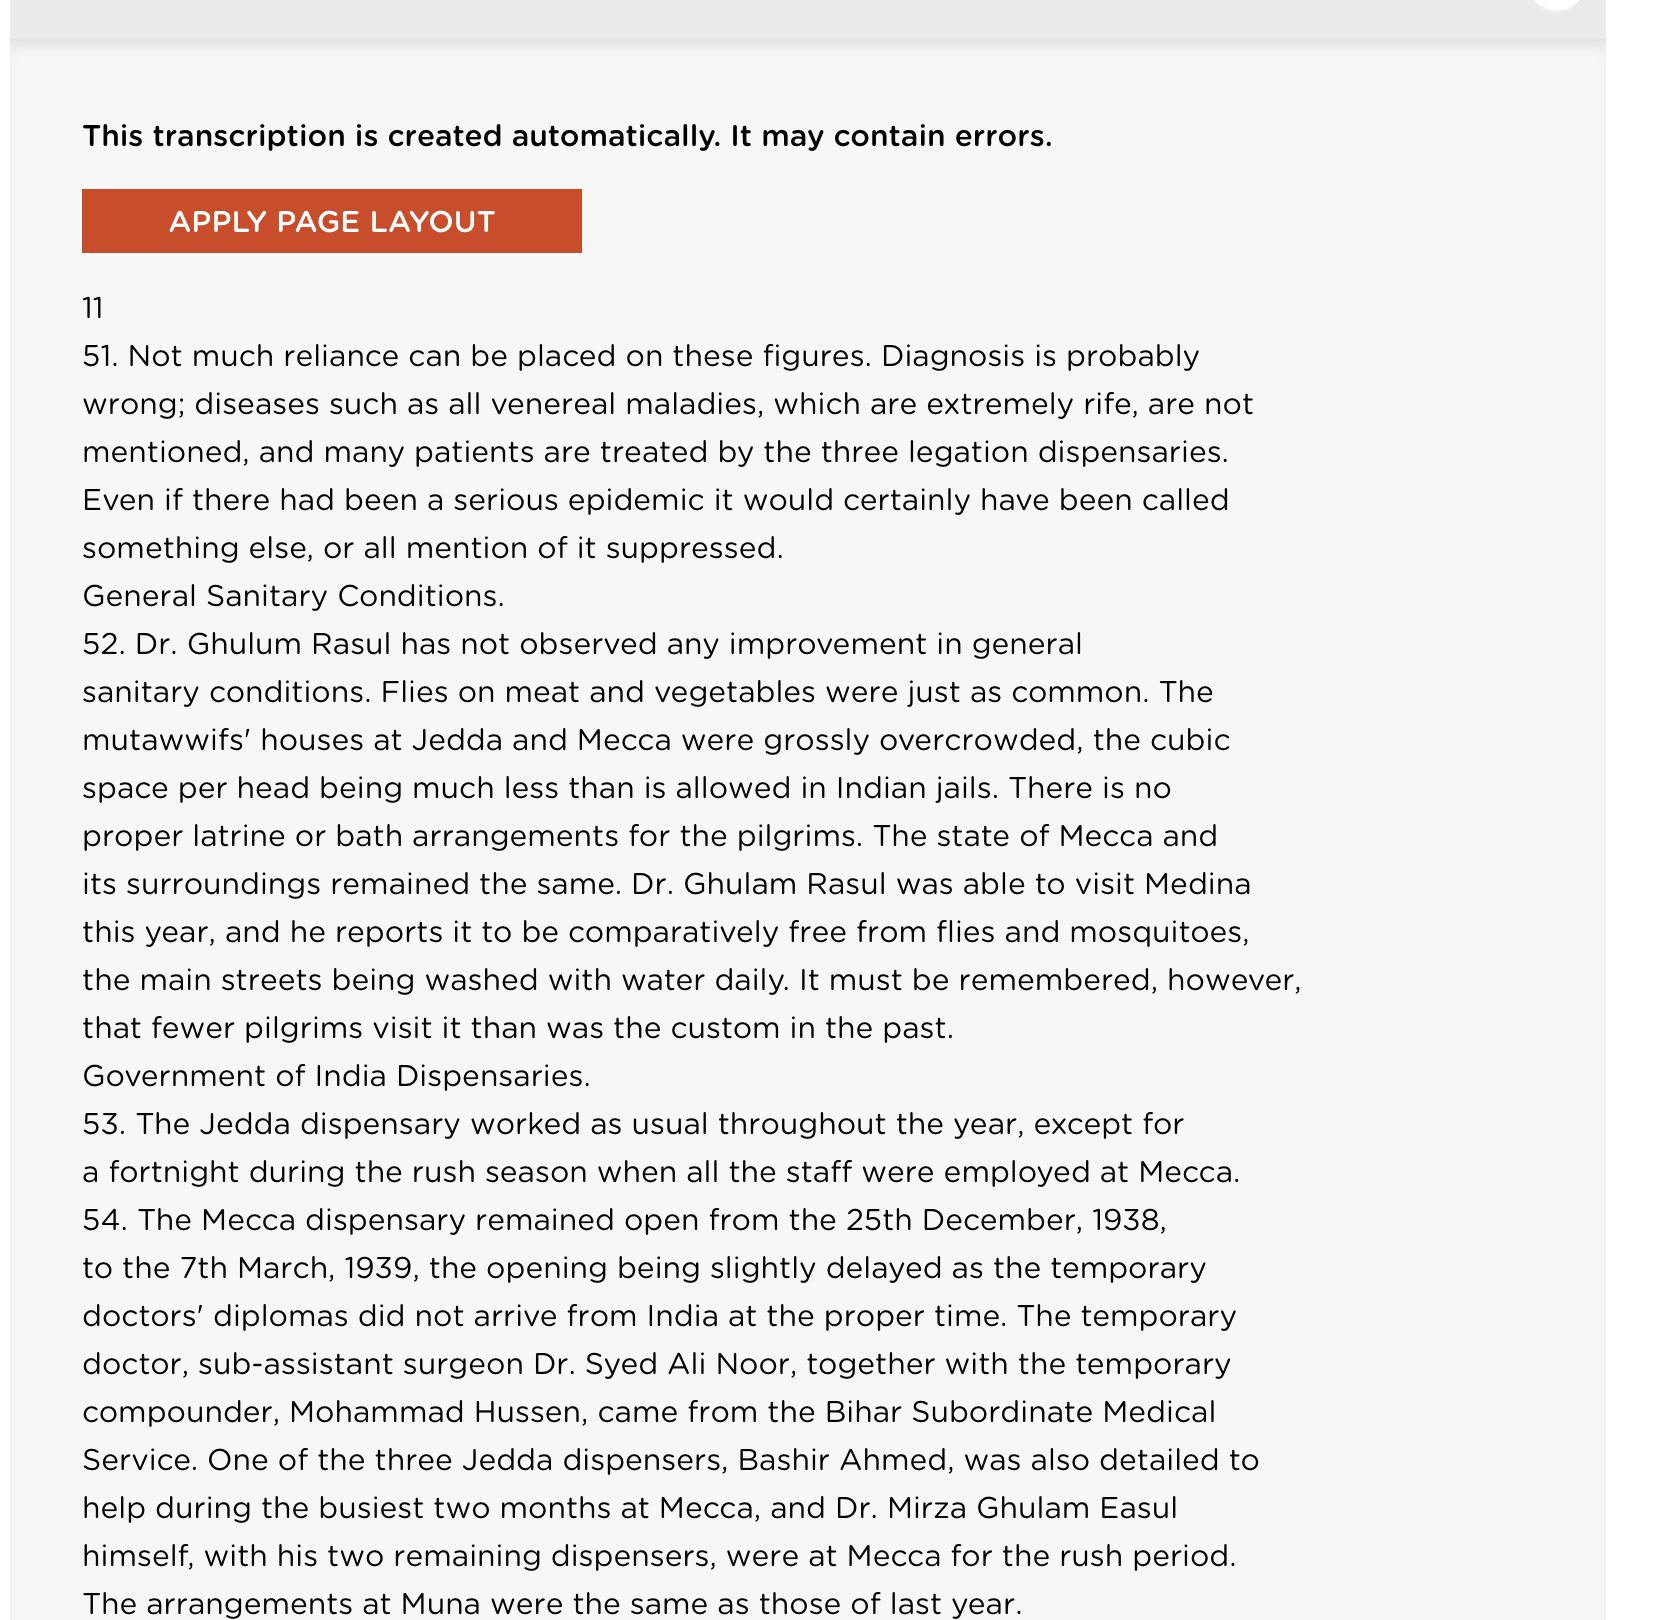 This transcription is created automatically. It may contain errors.
APPLY PAGE LAYOUT
11
51. Not much reliance can be placed on these figures. Diagnosis is probably
wrong; diseases such as all venereal maladies, which are extremely rife, are not
mentioned, and many patients are treated by the three legation dispensaries.
Even if there had been a serious epidemic it would certainly have been called
something else, or all mention of it suppressed.
General Sanitary Conditions.
52. Dr. Ghulum Rasul has not observed any improvement in general
sanitary conditions. Flies on meat and vegetables were just as common. The
mutawwifs' houses at Jedda and Mecca were grossly overcrowded, the cubic
space per head being much less than is allowed in Indian jails. There is no
proper latrine or bath arrangements for the pilgrims. The state of Mecca and
its surroundings remained the same. Dr. Ghulam Rasul was able to visit Medina
this year, and he reports it to be comparatively free from flies and mosquitoes,
the main streets being washed with water daily. It must be remembered, however,
that fewer pilgrims visit it than was the custom in the past.
Government of India Dispensaries.
53. The Jedda dispensary worked as usual throughout the year, except for
a fortnight during the rush season when all the staff were employed at Mecca.
54. The Mecca dispensary remained open from the 25th December, 1938,
to the 7th March, 1939, the opening being slightly delayed as the temporary
doctors' diplomas did not arrive from India at the proper time. The temporary
doctor, sub-assistant surgeon Dr. Syed Ali Noor, together with the temporary
compounder, Mohammad Hussen, came from the Bihar Subordinate Medical
Service. One of the three Jedda dispensers, Bashir Ahmed, was also detailed to
help during the busiest two months at Mecca, and Dr. Mirza Ghulam Easul
himself, with his two remaining dispensers, were at Mecca for the rush period.
The arrangements at Muna were the same as those of last year.